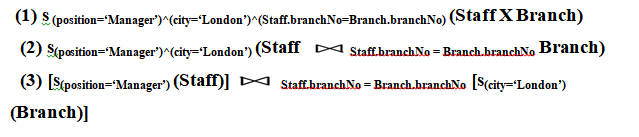 (1) S (position='Manager')^(city='London')^(Staff.branchNo=Branch.branchNo) (Staff X Branch)
(2) S(position='Manager')^(city='London') (Staff ⋈ Staff.branchNo = Branch.branchNo Branch)
(3) [S(position='Manager') (Staff)] ⋈ Staff.branchNo = Branch.branchNo [S(city='London')
(Branch)]